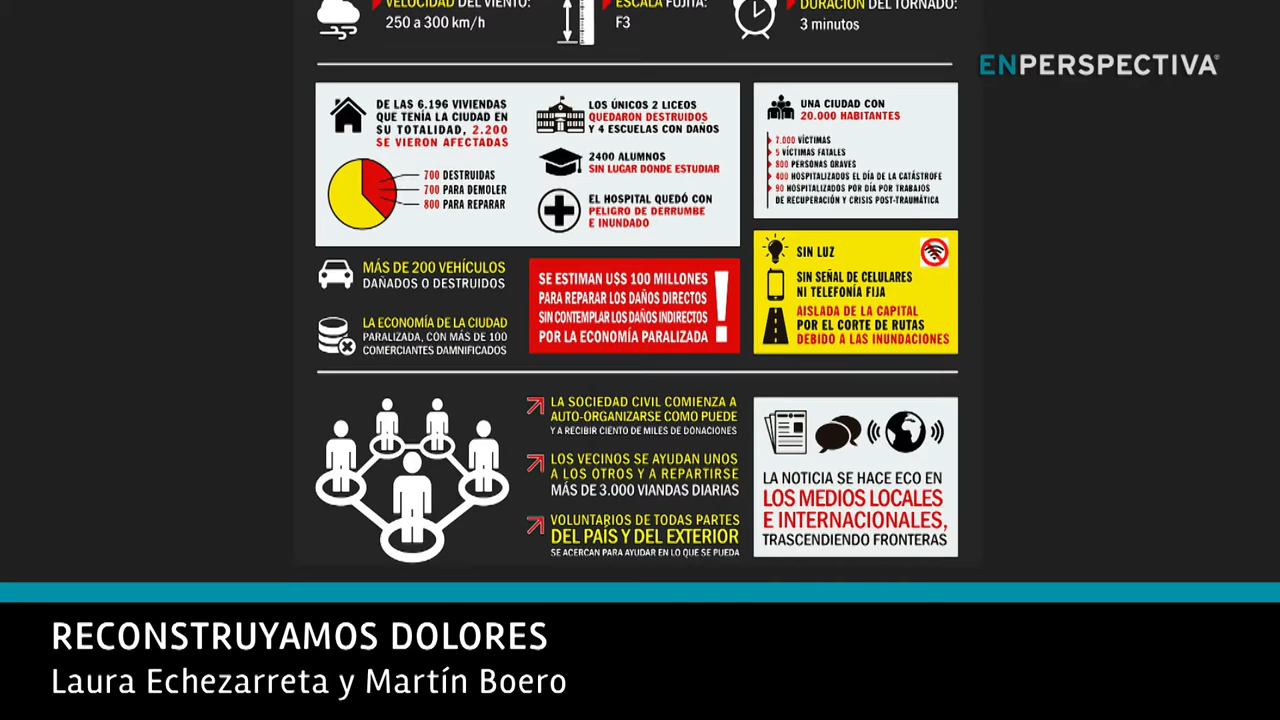 VELOCIDAD DEL VIENTO:
250 a 300 km/h
ESCALA FUJITA:
F3
DURACIÓN DEL TORNADO:
3 minutos
ENPERSPECTIVA
DE LAS 6.196 VIVIENDAS
QUE TENÍA LA CIUDAD EN
SU TOTALIDAD, 2.200
SE VIERON AFECTADAS
700 DESTRUIDAS
700 PARA DEMOLER
800 PARA REPARAR
LOS ÚNICOS 2 LICEOS
QUEDARON DESTRUIDOS
Y 4 ESCUELAS CON DAÑOS
2400 ALUMNOS
SIN LUGAR DONDE ESTUDIAR
EL HOSPITAL QUEDÓ CON
PELIGRO DE DERRUMBE
E INUNDADO
UNA CIUDAD CON
20.000 HABITANTES
7.000 VÍCTIMAS
5 VÍCTIMAS FATALES
800 PERSONAS GRAVES
400 HOSPITALIZADOS EL DÍA DE LA CATÁSTROFE
90 HOSPITALIZADOS POR DÍA POR TRABAJOS
DE RECUPERACIÓN Y CRISIS POST-TRAUMÁTICA
MÁS DE 200 VEHÍCULOS
DAÑADOS O DESTRUIDOS
LA ECONOMÍA DE LA CIUDAD
PARALIZADA, CON MÁS DE 100
COMERCIANTES DAMNIFICADOS
SE ESTIMAN U$S 100 MILLONES
PARA REPARAR LOS DAÑOS DIRECTOS
SIN CONTEMPLAR LOS DAÑOS INDIRECTOS
POR LA ECONOMÍA PARALIZADA
!
SIN LUZ
SIN SEÑAL DE CELULARES
NI TELEFONÍA FIJA
AISLADA DE LA CAPITAL
POR EL CORTE DE RUTAS
DEBIDO A LAS INUNDACIONES
LA SOCIEDAD CIVIL COMIENZA A
AUTO-ORGANIZARSE COMO PUEDE
Y A RECIBIR CIENTO DE MILES DE DONACIONES
LOS VECINOS SE AYUDAN UNOS
A LOS OTROS Y A REPARTIRSE
MÁS DE 3.000 VIANDAS DIARIAS
VOLUNTARIOS DE TODAS PARTES
DEL PAÍS Y DEL EXTERIOR
SE ACERCAN PARA AYUDAR EN LO QUE SE PUEDA
LA NOTICIA SE HACE ECO EN
LOS MEDIOS LOCALES
E INTERNACIONALES,
TRASCENDIENDO FRONTERAS
RECONSTRUYAMOS DOLORES
Laura Echezarreta y Martín Boero